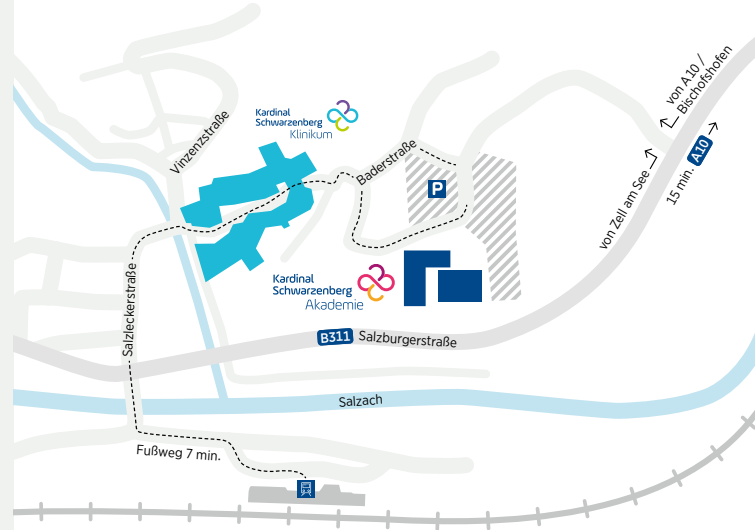 von A10 /
Bischofshofen
Kardinal
Schwarzenberg
Klinikum
Vinzenzstraße
Baderstraße
P
15 min. A10
von Zell am See
Kardinal
Schwarzenberg
Akademie
Salzleckerstraße
B311 Salzburgerstraße
Salzach
Fußweg 7 min.